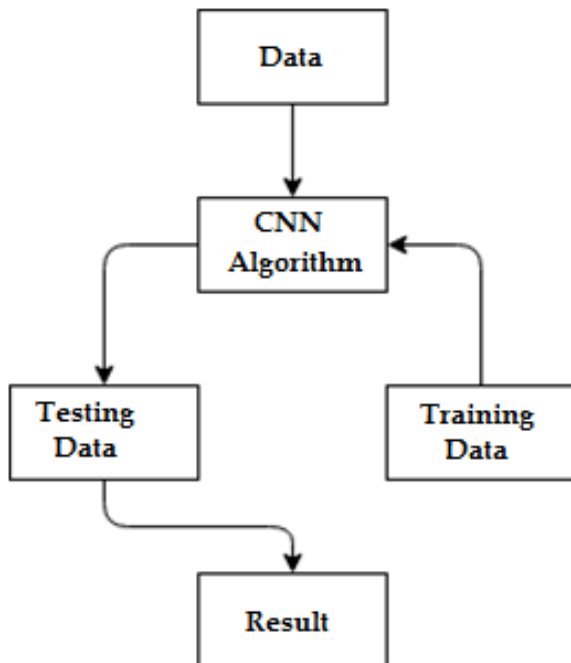 Data
CNN
Algorithm
Testing
Data
Training
Data
Result